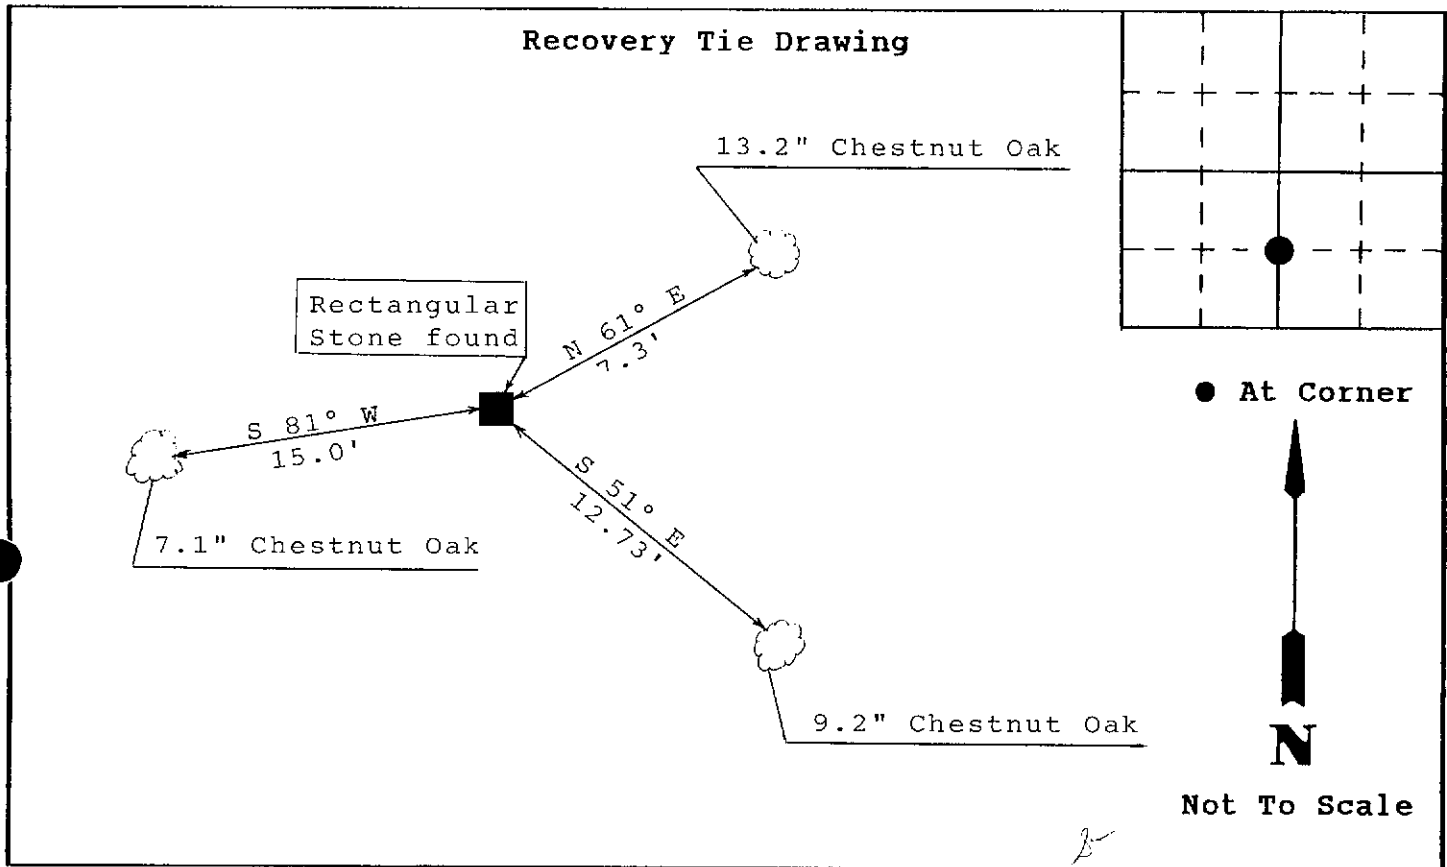 Recovery Tie Drawing
13.2" Chestnut Oak
Rectangular
Stone found
N 61° E
7.3'
S 81° W
15.0'
S 51° E
12.73'
7.1" Chestnut Oak
9.2" Chestnut Oak
● At Corner
N
Not To Scale